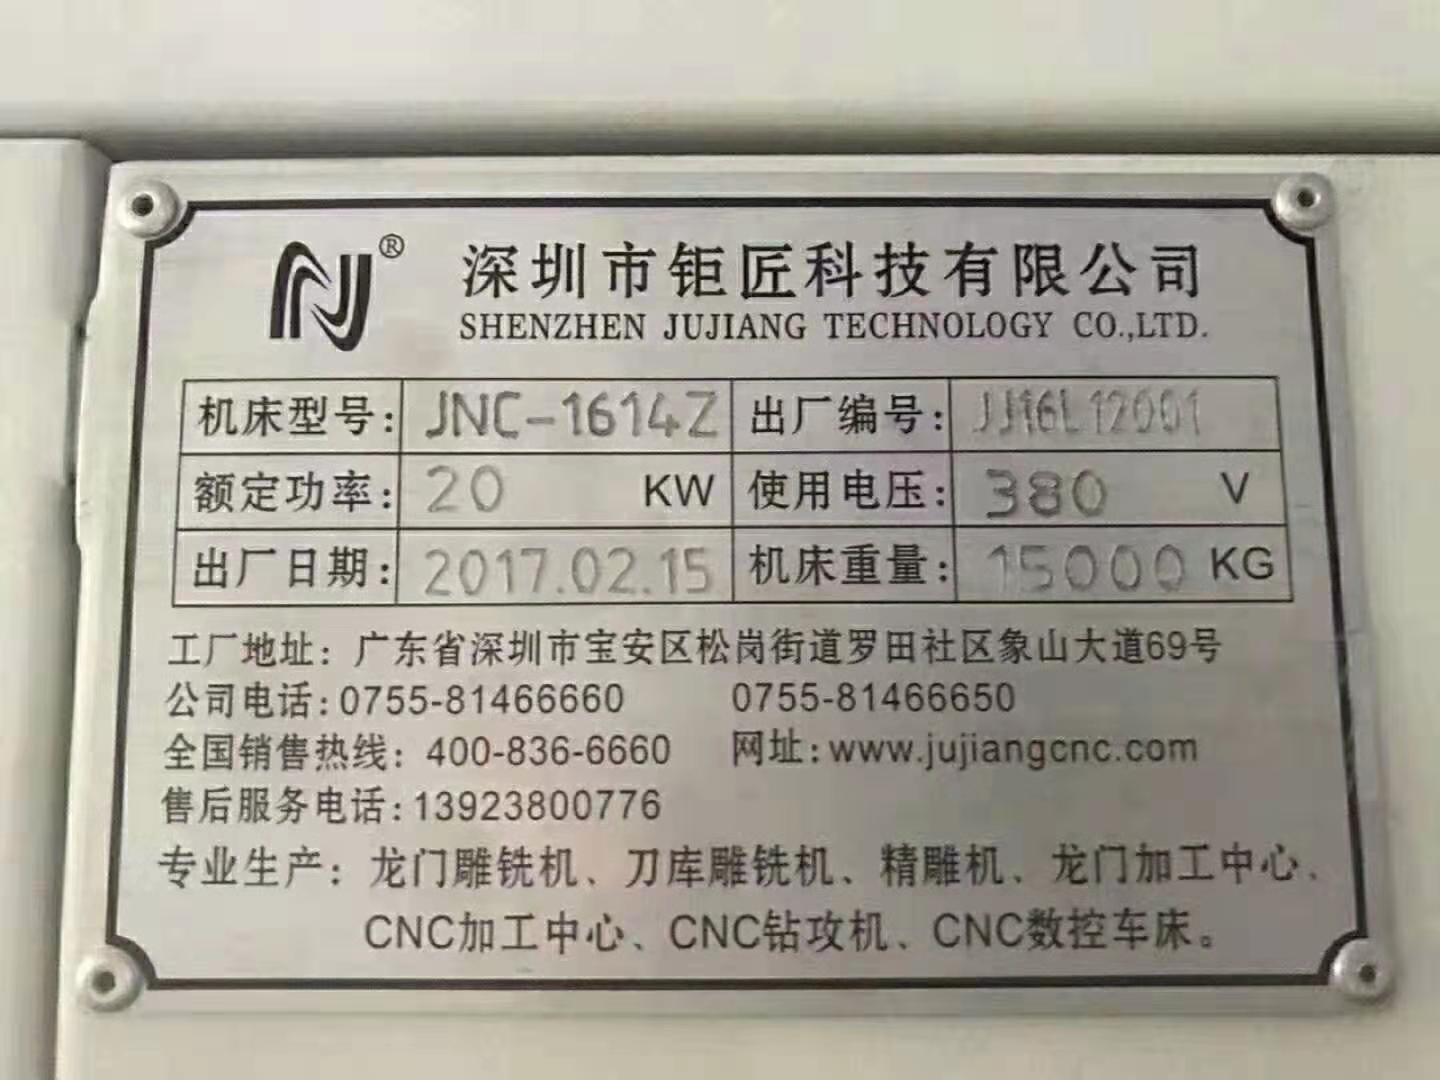 NJ® 深圳市钜匠科技有限公司
SHENZHEN JUJIANG TECHNOLOGY CO.,LTD.
机床型号: JNC-1614Z 出厂编号: JJ16L12001
额定功率: 20 KW 使用电压: 380 V
出厂日期: 2017.02.15 机床重量: 15000 KG
工厂地址: 广东省深圳市宝安区松岗街道罗田社区象山大道69号
公司电话: 0755-81466660 0755-81466650
全国销售热线: 400-836-6660 网址: www.jujiangcnc.com
售后服务电话: 13923800776
专业生产: 龙门雕铣机、刀库雕铣机、精雕机、龙门加工中心、
CNC加工中心、CNC钻攻机、CNC数控车床。